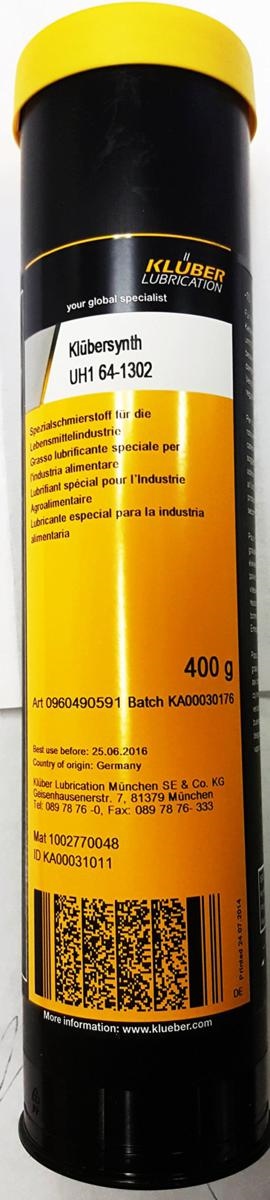 KLÜBER
LUBRICATION
your global specialist
Klübersynth
UH1 64-1302
Spezialschmierstoff für die
Lebensmittelindustrie
Grasso lubrificante speciale per
l'industria alimentare
Lubrifiant spécial pour l'Industrie
Agroalimentaire
Lubricante especial para la industria
alimentaria
400 g
Art 0960490591 Batch KA00030176
Best use before: 25.06.2016
Country of origin: Germany
Klüber Lubrication München SE & Co. KG
Geisenhausenerstr. 7, 81379 München
Tel: 089 78 76 -0, Fax: 089 78 76- 333
Mat 1002770048
ID KA00031011
DE Printed 24.07.2014
More information: www.klueber.com